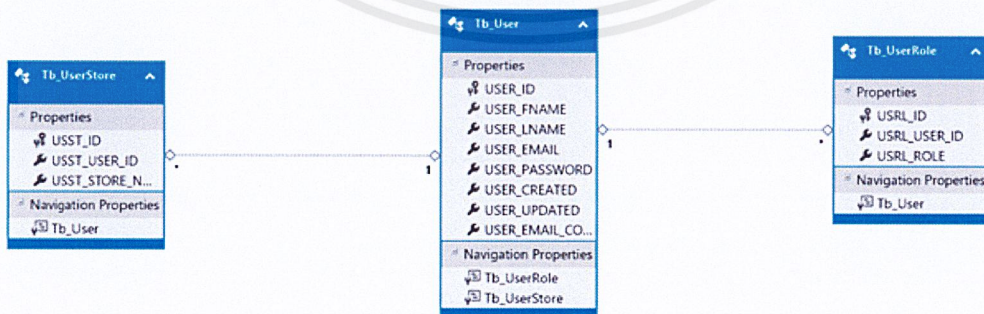 Tb_UserStore
Properties
USST_ID
USST_USER_ID
USST_STORE_N...
Navigation Properties
Tb_User
1
Tb_User
Properties
USER_ID
USER_FNAME
USER_LNAME
USER_EMAIL
USER_PASSWORD
USER_CREATED
USER_UPDATED
USER_EMAIL_CO...
Navigation Properties
Tb_UserRole
Tb_UserStore
1
Tb_UserRole
Properties
USRL_ID
USRL_USER_ID
USRL_ROLE
Navigation Properties
Tb_User